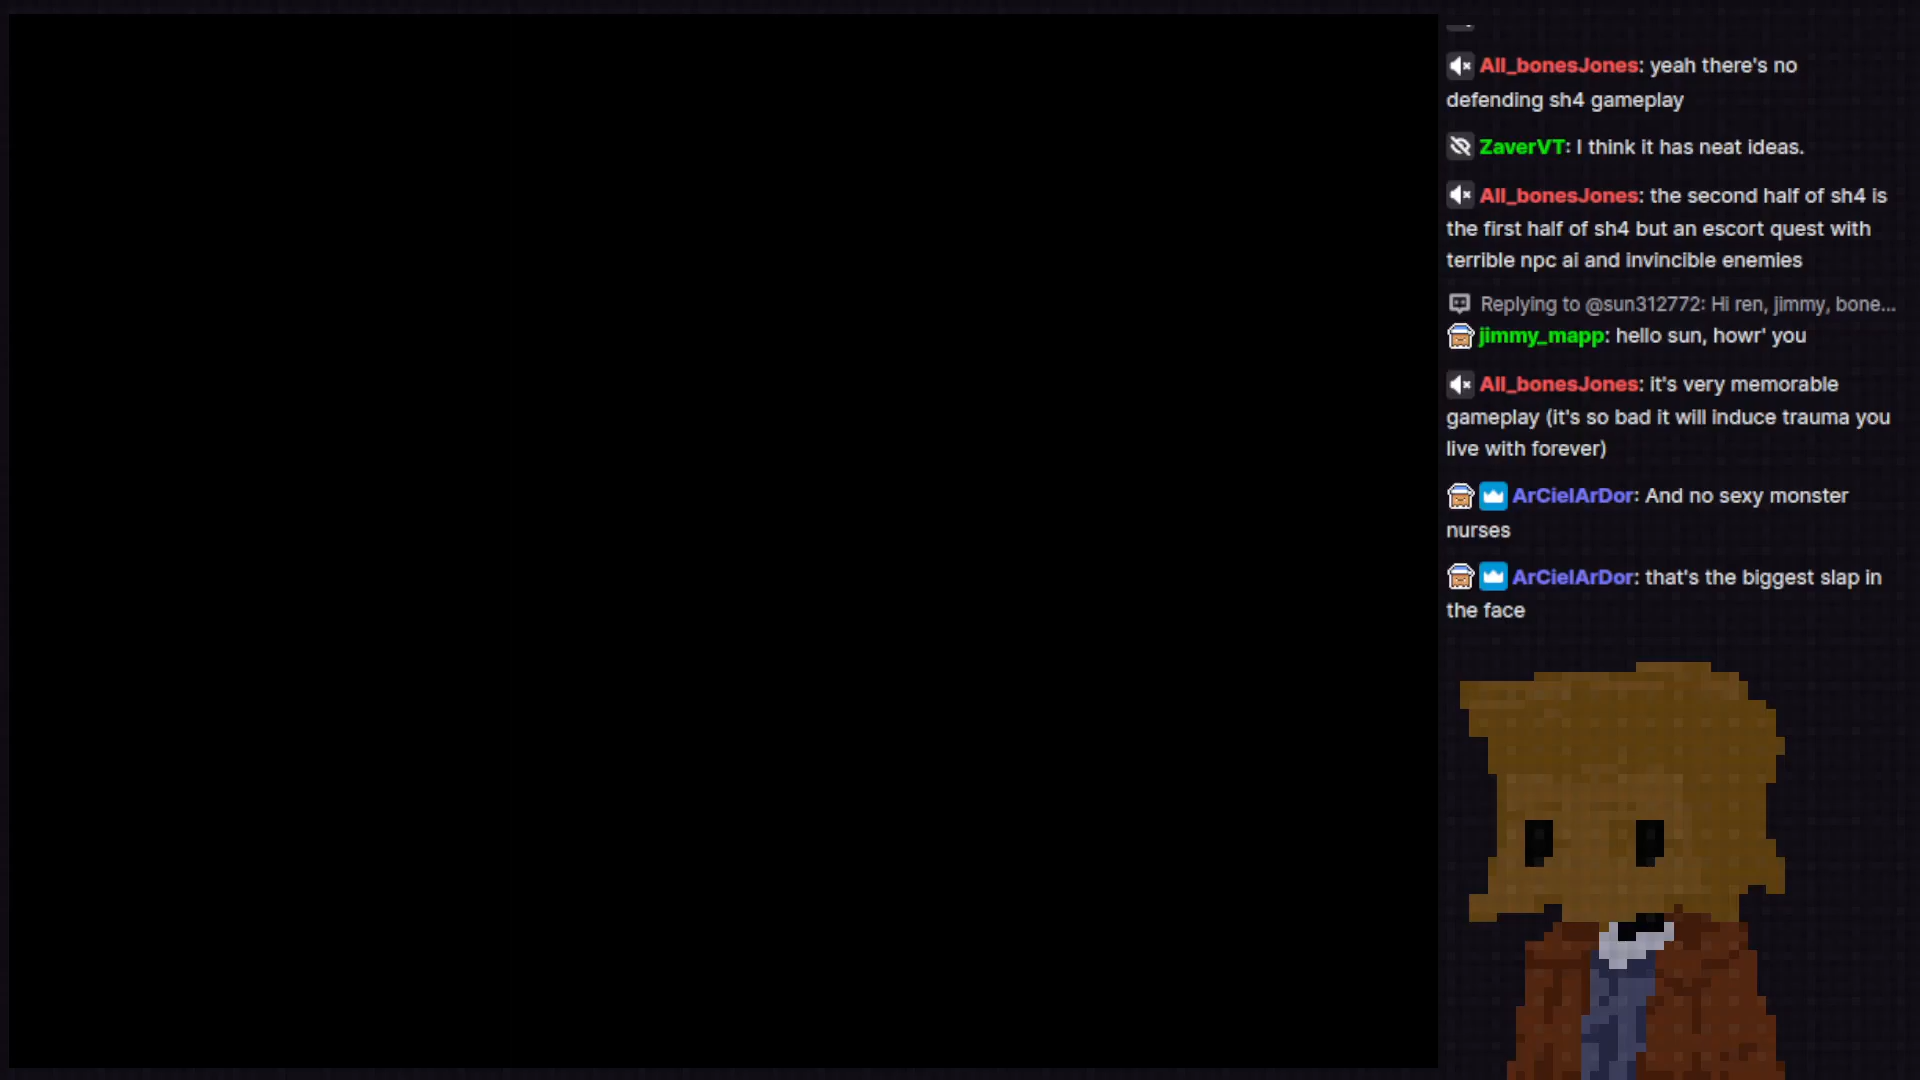 All_bonesJones: yeah there's no
defending sh4 gameplay
ZaverVT: I think it has neat ideas.
All_bonesJones: the second half of sh4 is
the first half of sh4 but an escort quest with
terrible npc ai and invincible enemies
Replying to @sun312772: Hi ren, jimmy, bone...
jimmy_mapp: hello sun, howr' you
All_bonesJones: it's very memorable
gameplay (it's so bad it will induce trauma you
live with forever)
ArCielArDor: And no sexy monster
nurses
ArCielArDor: that's the biggest slap in
the face